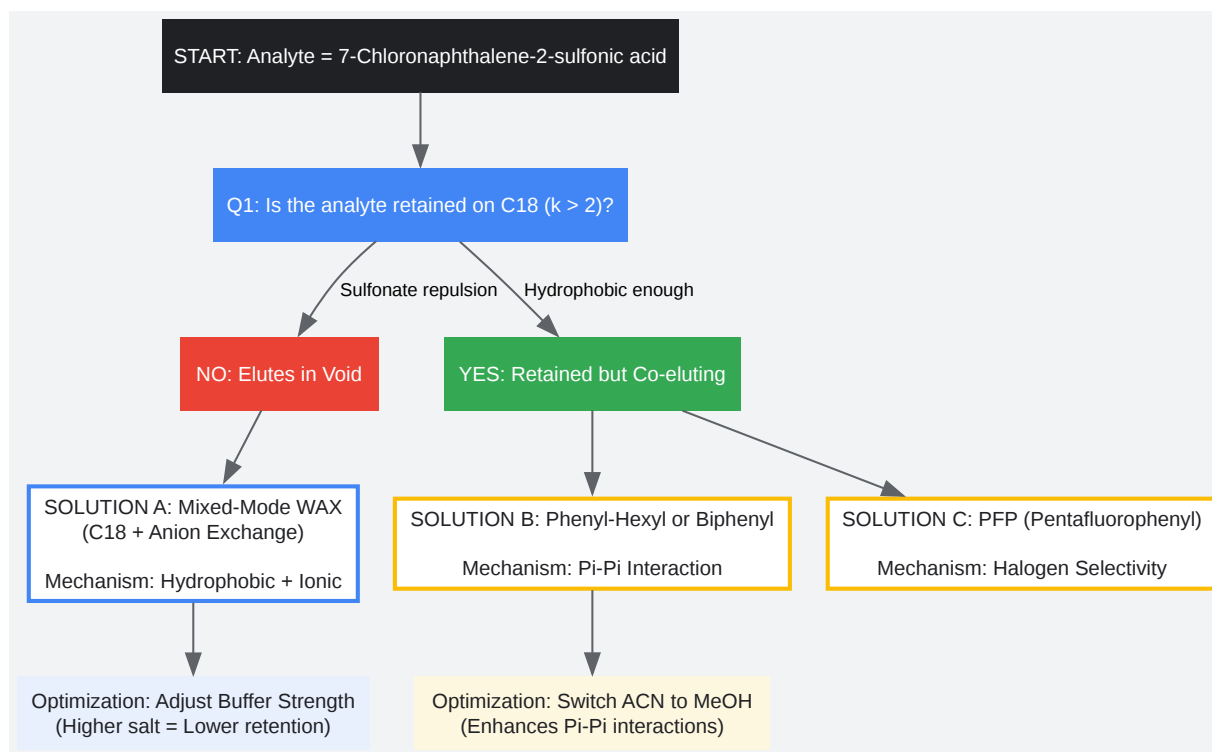 START: Analyte = 7-Chloronaphthalene-2-sulfonic acid
Q1: Is the analyte retained on C18 (k > 2)?
Sulfonate repulsion
Hydrophobic enough
NO: Elutes in Void
YES: Retained but Co-eluting
SOLUTION A: Mixed-Mode WAX
(C18 + Anion Exchange)
Mechanism: Hydrophobic + Ionic
SOLUTION B: Phenyl-Hexyl or Biphenyl
Mechanism: Pi-Pi Interaction
SOLUTION C: PFP (Pentafluorophenyl)
Mechanism: Halogen Selectivity
Optimization: Adjust Buffer Strength
(Higher salt = Lower retention)
Optimization: Switch ACN to MeOH
(Enhances Pi-Pi interactions)